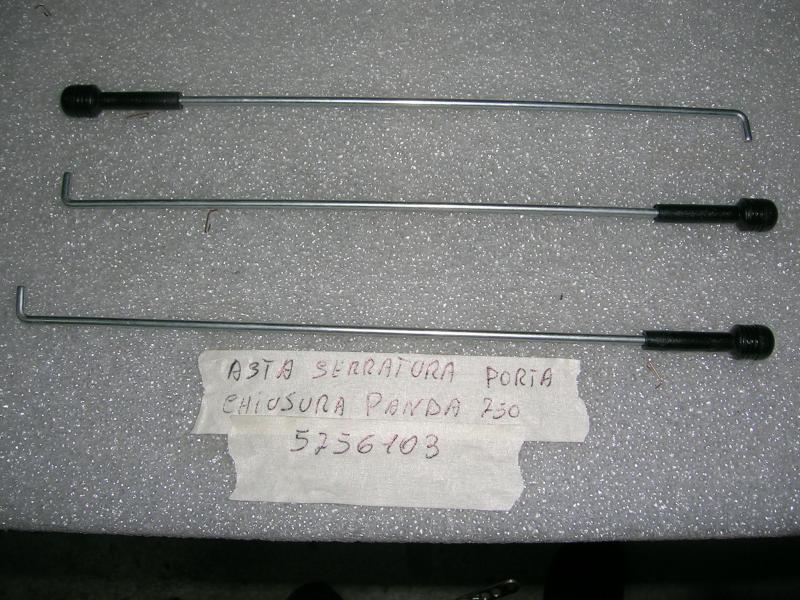 ASTA SERRATURA PORTA
CHIUSURA PANDA 750
5756103